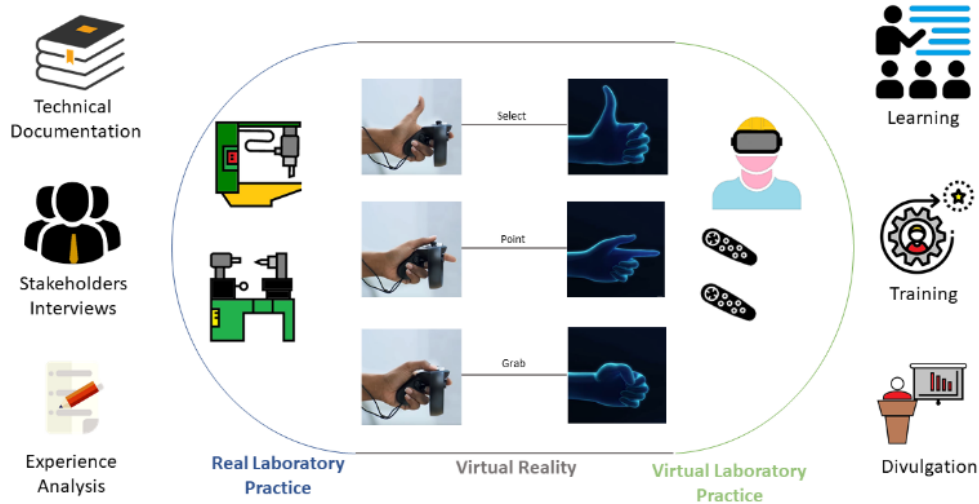 Technical
Documentation
Stakeholders
Interviews
Experience
Analysis
Select
Point
Grab
Real Laboratory
Practice
Virtual Reality
Virtual Laboratory
Practice
Learning
Training
Divulgation